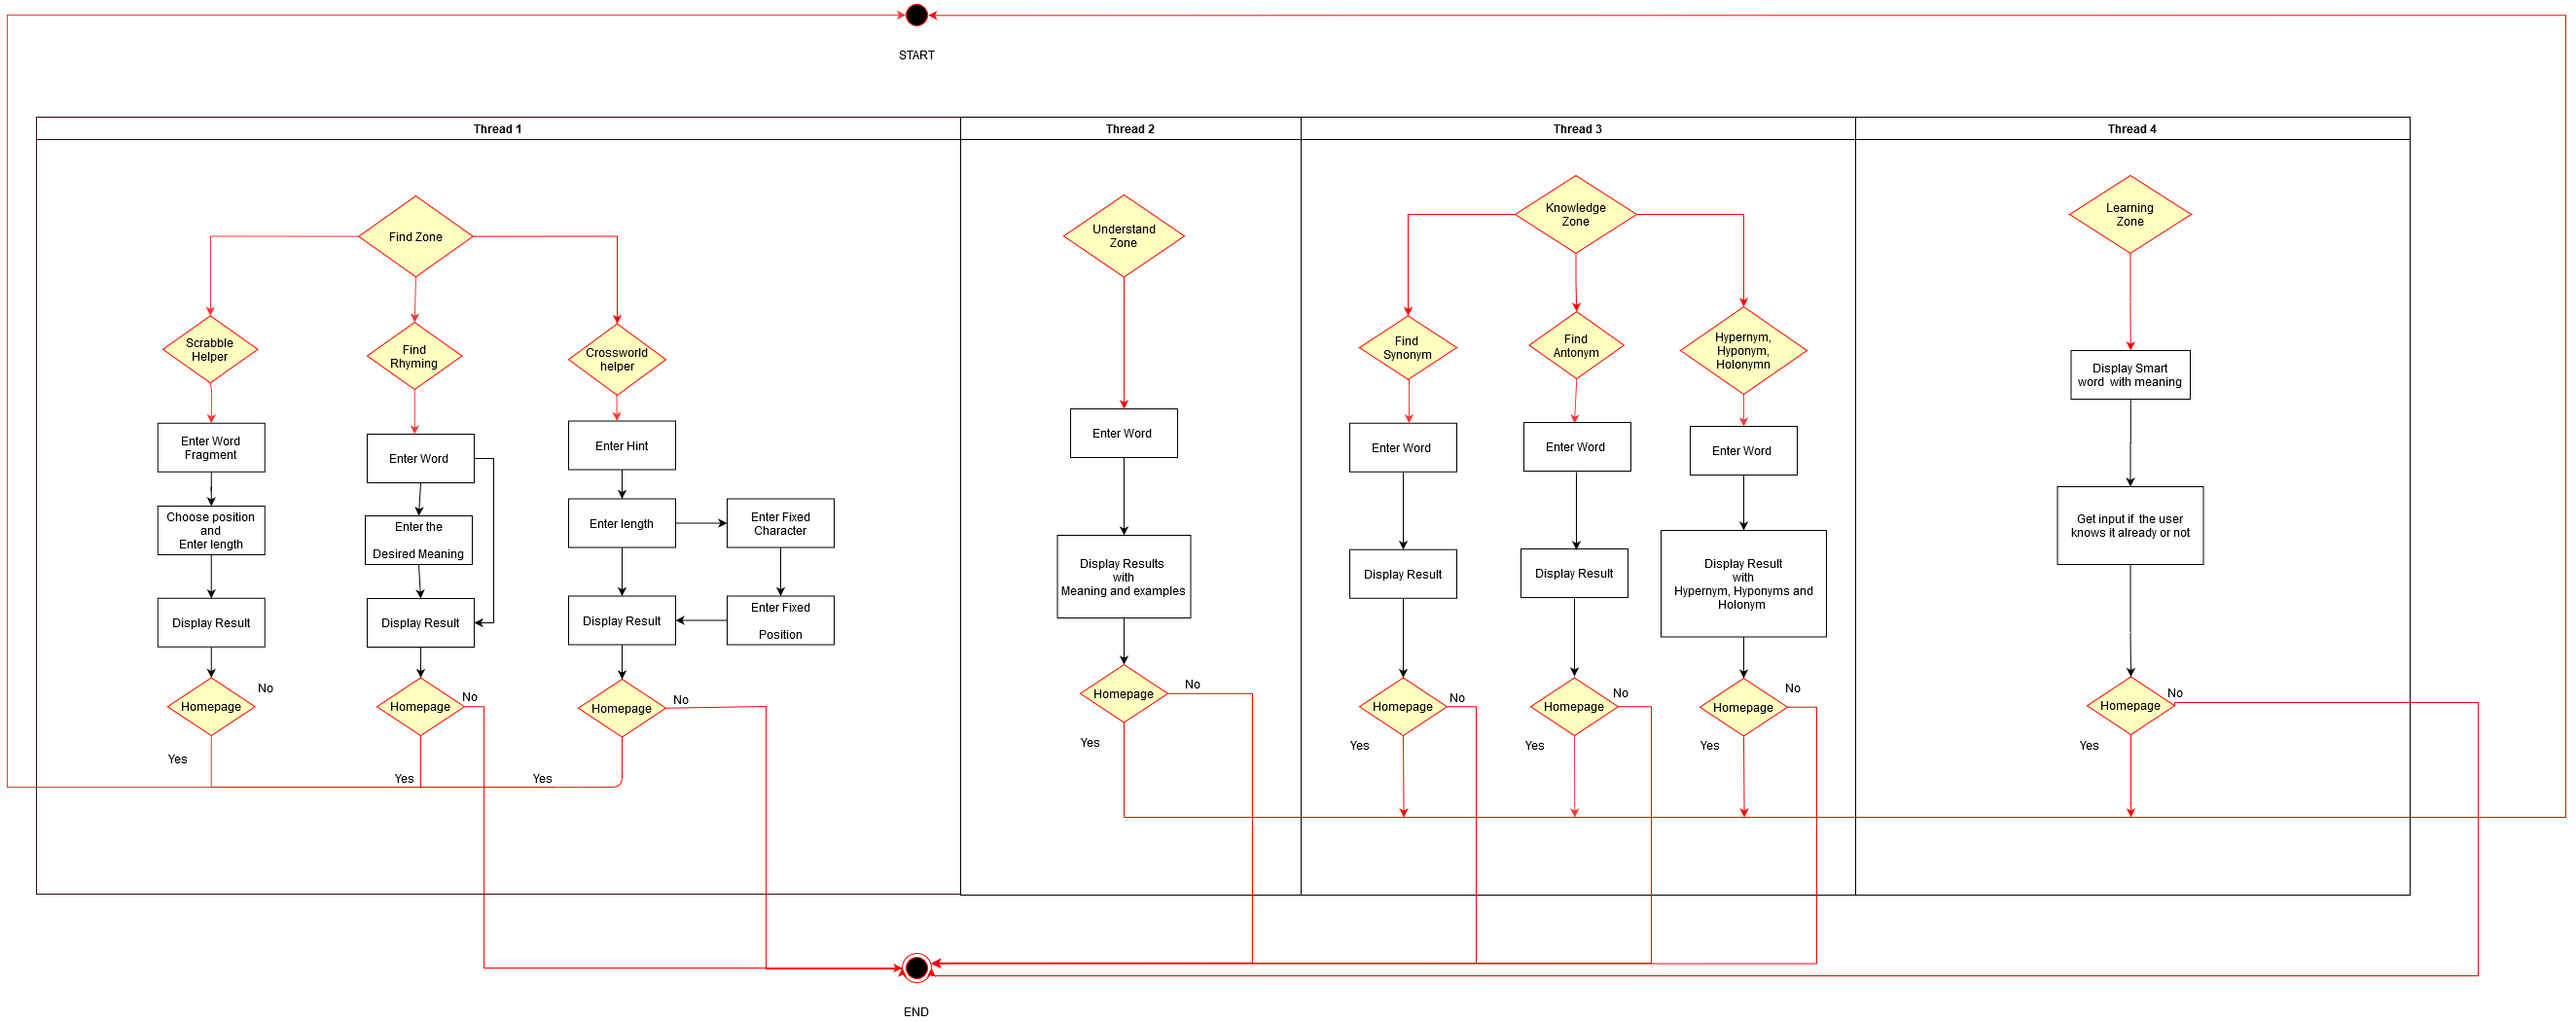 START
Thread 1
Thread 2
Thread 3
Thread 4
Find Zone
Scrabble
Helper
Find
Rhyming
Crossworld
helper
Enter Word
Fragment
Choose position
and
Enter length
Display Result
Homepage
No
Yes
Enter Word
Enter the
Desired Meaning
Display Result
Homepage
No
Yes
Enter Hint
Enter length
Enter Fixed
Character
Enter Fixed
Position
Display Result
Homepage
No
Yes
Understand
Zone
Enter Word
Display Results
with
Meaning and examples
Homepage
No
Yes
Knowledge
Zone
Find
Synonym
Enter Word
Display Result
Homepage
No
Yes
Find
Antonym
Enter Word
Display Result
Homepage
No
Yes
Hypernym,
Hyponym,
Holonymn
Enter Word
Display Result
with
Hypernym, Hyponyms and
Holonym
Homepage
No
Yes
Learning
Zone
Display Smart
word with meaning
Get input if the user
knows it already or not
Homepage
No
Yes
END